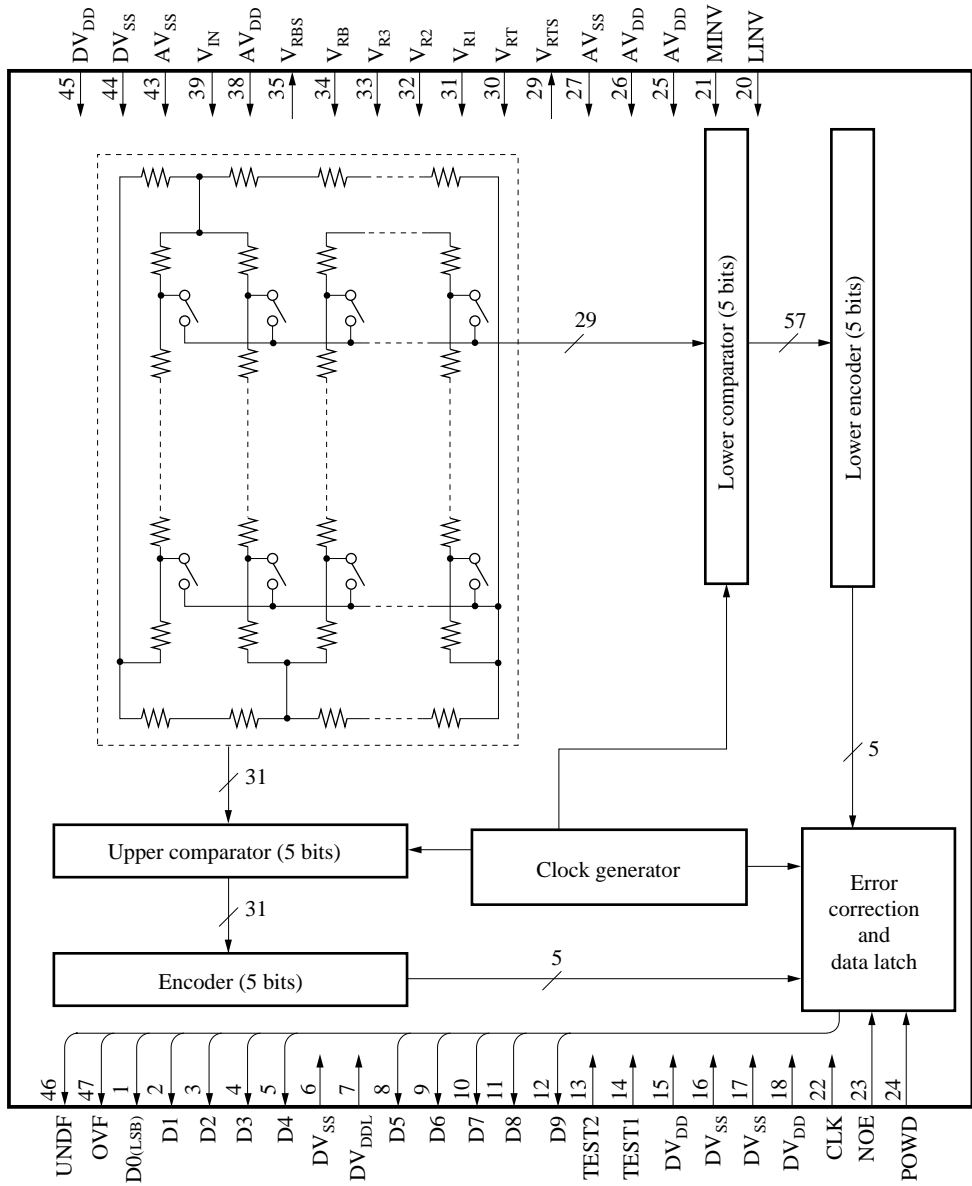 DVDD
DVSS
AVSS
VIN
AVDD
VRBS
VRB
VR3
VR2
VR1
VRT
VRTS
AVSS
AVDD
AVDD
MINV
LINV
45
44
43
39
38
35
34
33
32
31
30
29
27
26
25
21
20
29
Lower comparator (5 bits)
57
Lower encoder (5 bits)
31
5
Upper comparator (5 bits)
Clock generator
Error
correction
and
data latch
31
Encoder (5 bits)
5
46
47
1
2
3
4
5
6
7
8
9
10
11
12
13
14
15
16
17
18
22
23
24
UNDF
OVF
D0(LSB)
D1
D2
D3
D4
DVSS
DVDDL
D5
D6
D7
D8
D9
TEST2
TEST1
DVDD
DVSS
DVSS
DVDD
CLK
NOE
POWD